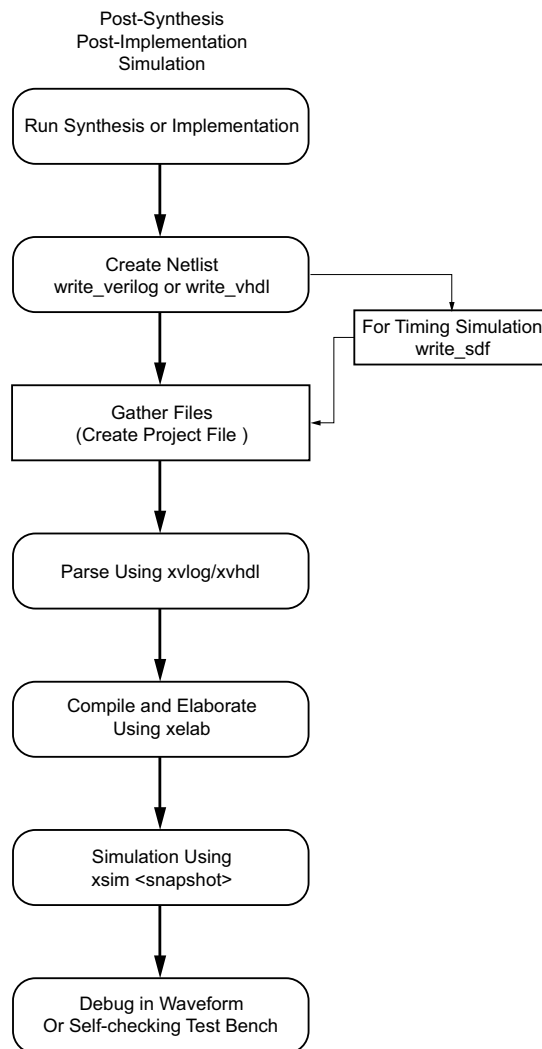 Post-Synthesis
Post-Implementation
Simulation
Run Synthesis or Implementation
Create Netlist
write_verilog or write_vhdl
For Timing Simulation
write_sdf
Gather Files
(Create Project File )
Parse Using xvlog/xvhdl
Compile and Elaborate
Using xelab
Simulation Using
xsim <snapshot>
Debug in Waveform
Or Self-checking Test Bench